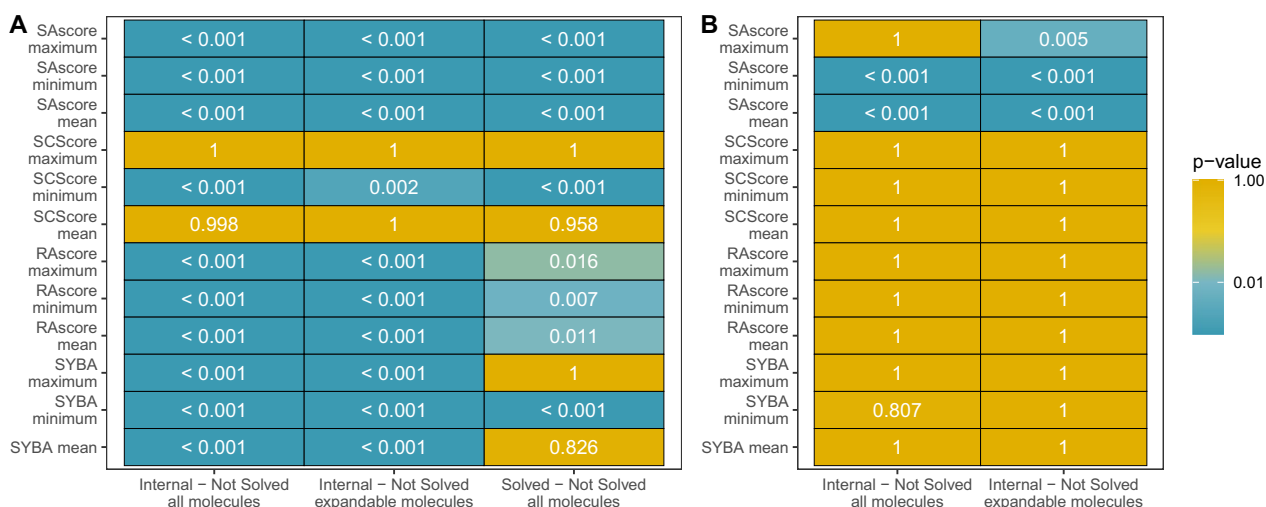 A
SAscore
maximum
< 0.001
< 0.001
< 0.001
SAscore
minimum
< 0.001
< 0.001
< 0.001
SAscore
mean
< 0.001
< 0.001
< 0.001
SCScore
maximum
1
1
1
SCScore
minimum
< 0.001
0.002
< 0.001
SCScore
mean
0.998
1
0.958
RAscore
maximum
< 0.001
< 0.001
0.016
RAscore
minimum
< 0.001
< 0.001
0.007
RAscore
mean
< 0.001
< 0.001
0.011
SYBA
maximum
< 0.001
< 0.001
1
SYBA
minimum
< 0.001
< 0.001
< 0.001
SYBA mean
< 0.001
< 0.001
0.826
Internal − Not Solved
all molecules
Internal − Not Solved
expandable molecules
Solved − Not Solved
all molecules
B
SAscore
maximum
1
0.005
SAscore
minimum
< 0.001
< 0.001
SAscore
mean
< 0.001
< 0.001
SCScore
maximum
1
1
SCScore
minimum
1
1
SCScore
mean
1
1
RAscore
maximum
1
1
RAscore
minimum
1
1
RAscore
mean
1
1
SYBA
maximum
1
1
SYBA
minimum
0.807
1
SYBA mean
1
1
Internal − Not Solved
all molecules
Internal − Not Solved
expandable molecules
p−value
1.00
0.01